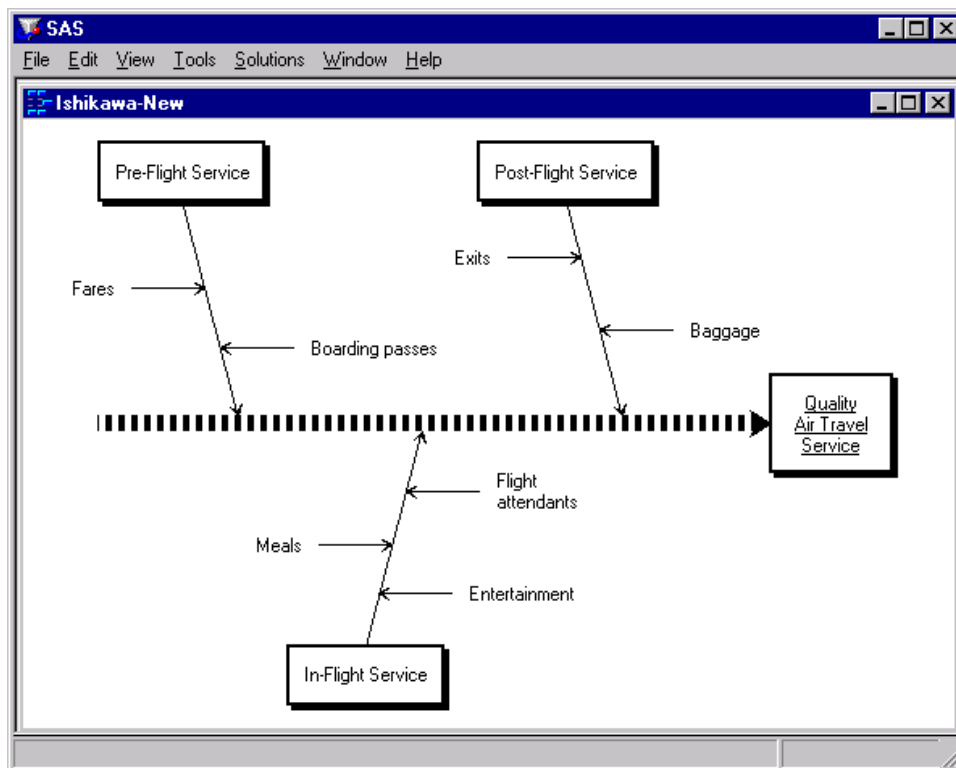 SAS
File Edit View Tools Solutions Window Help
Ishikawa-New
Pre-Flight Service
Post-Flight Service
Exits
Fares
Baggage
Boarding passes
Quality
Air Travel
Service
Flight
attendants
Meals
Entertainment
In-Flight Service